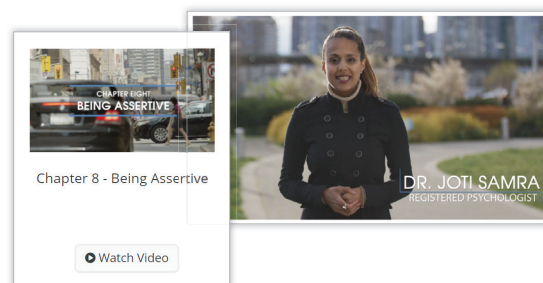 CHAPTER EIGHT
BEING ASSERTIVE
Chapter 8 - Being Assertive
Watch Video
DR. JOTI SAMRA
REGISTERED PSYCHOLOGIST